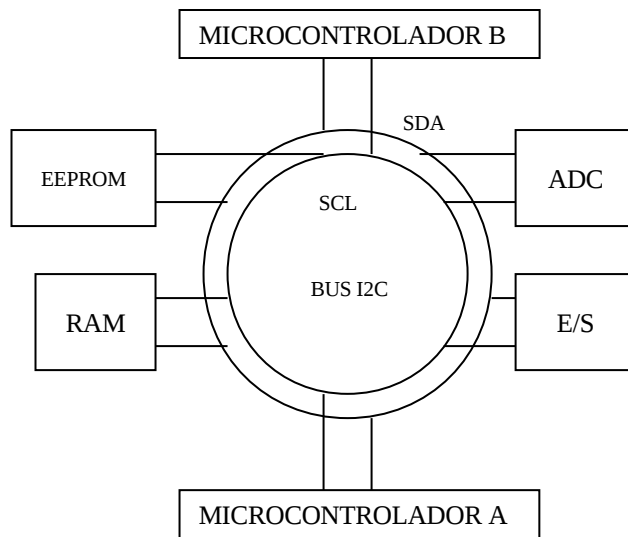 MICROCONTROLADOR B
SDA
EEPROM
ADC
SCL
BUS I2C
RAM
E/S
MICROCONTROLADOR A